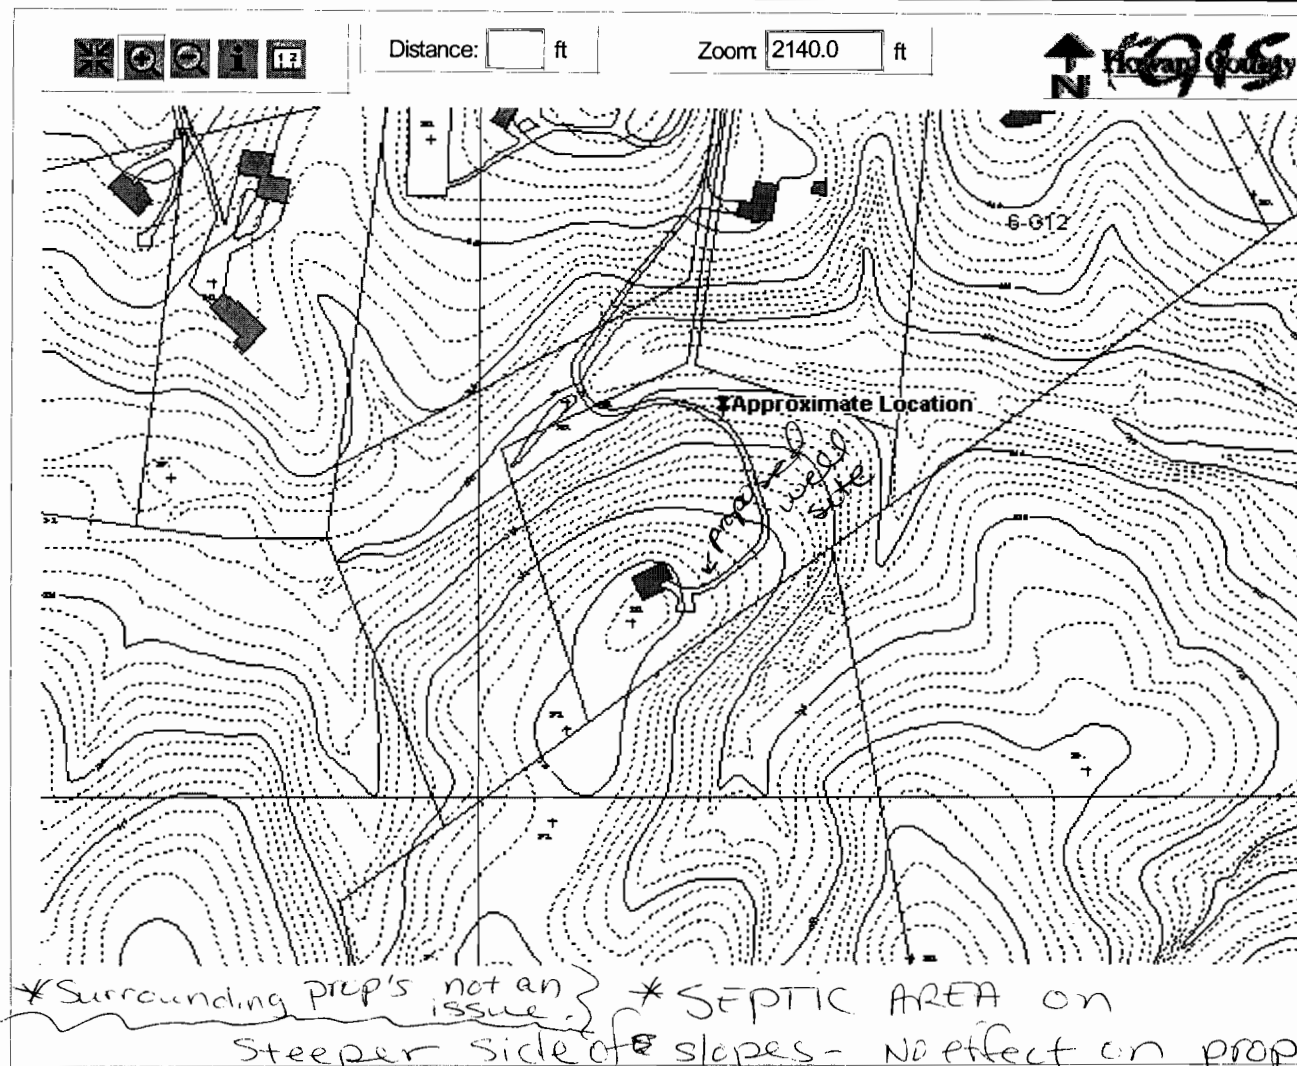 Distance: ft Zoom: 2140.0 ft
N Howard County GIS
6-G12
Approximate Location
proposed
well
site
* Surrounding prop's not an
issue.
* SEPTIC AREA on
Steeper side of slopes - No effect on prop